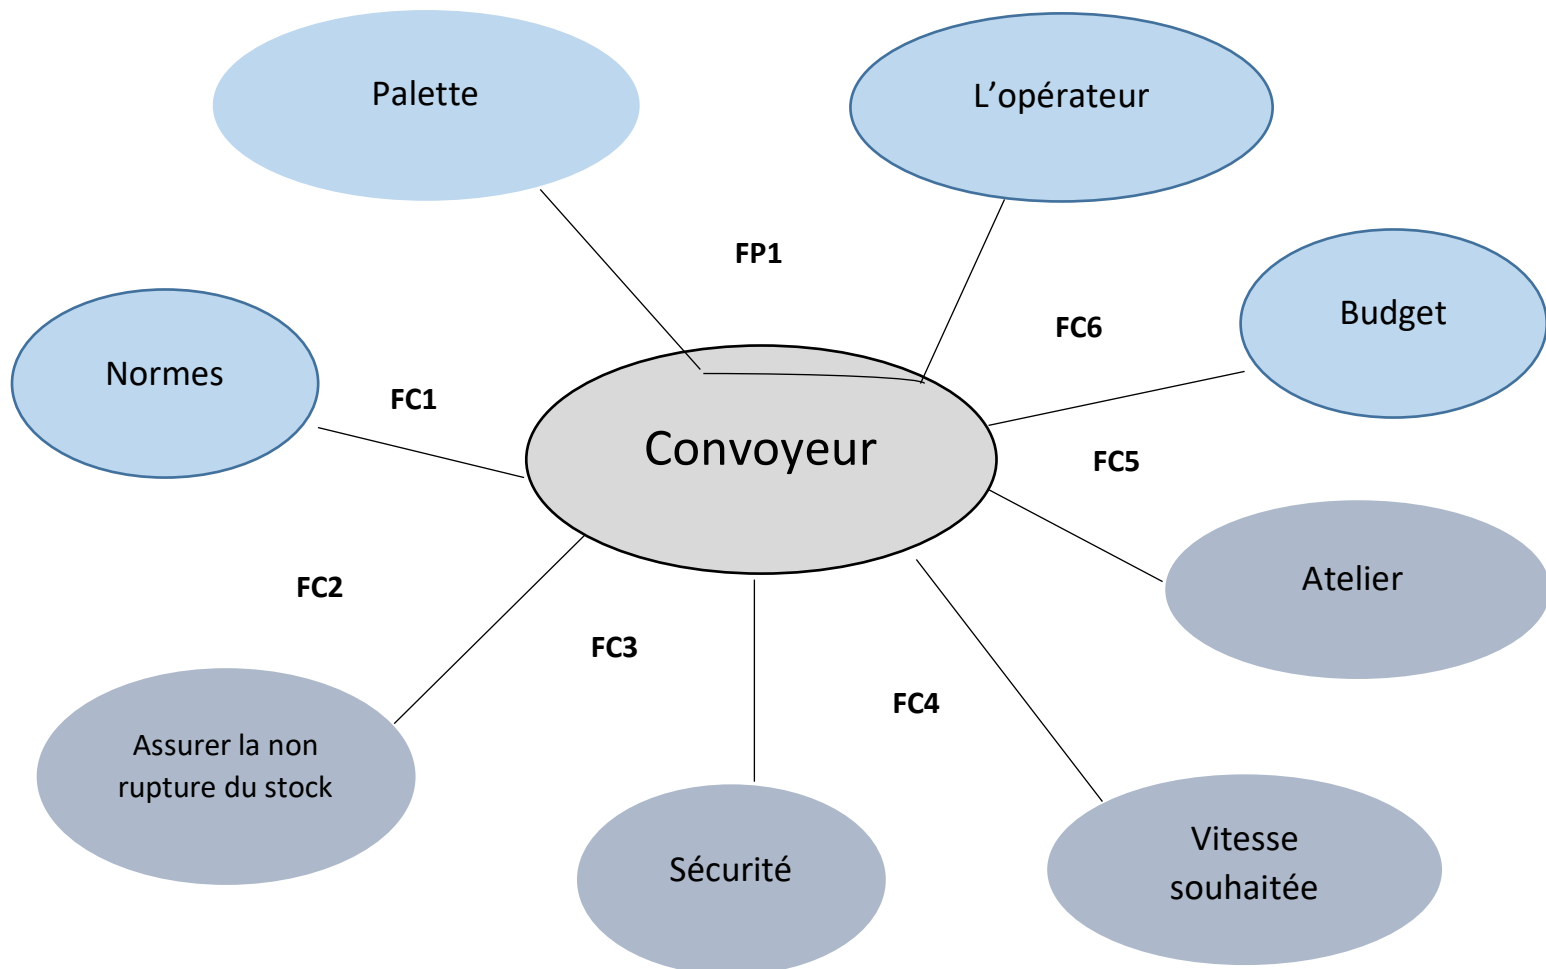 Palette
L’opérateur
FP1
Budget
FC6
Normes
FC1
Convoyeur
FC5
Atelier
FC2
FC3
FC4
Assurer la non
rupture du stock
Sécurité
Vitesse
souhaitée